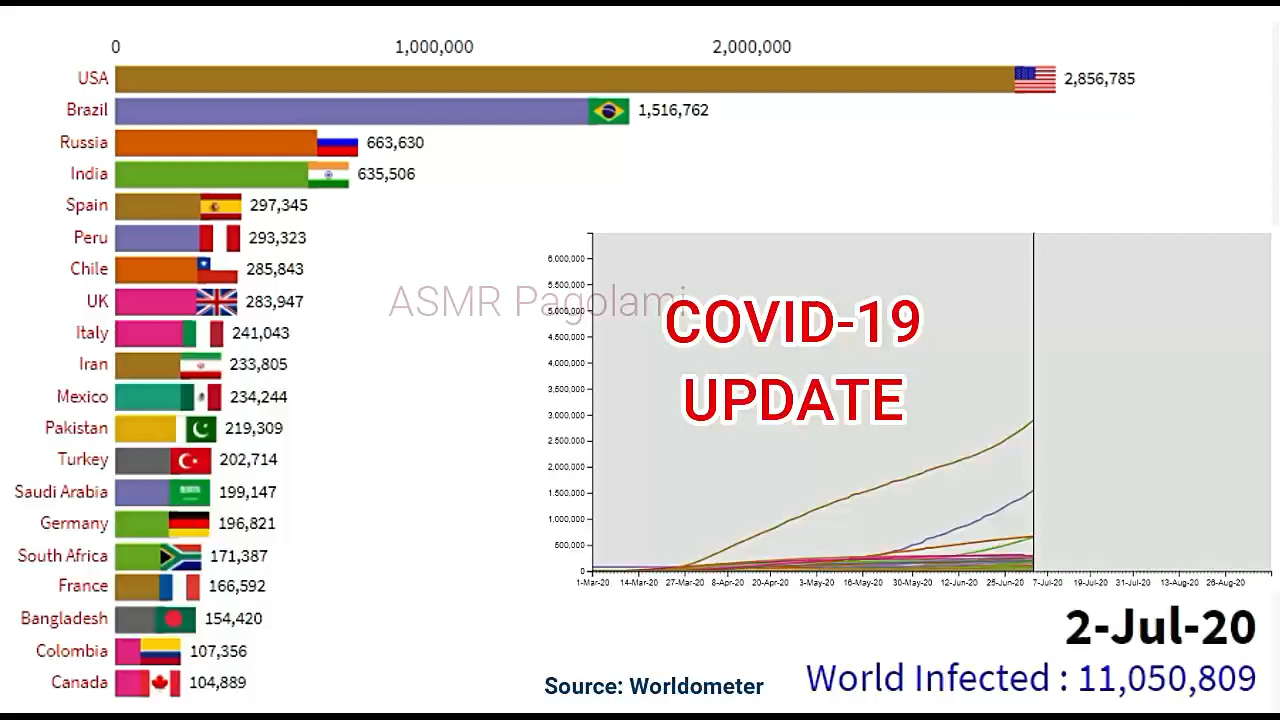 0 1,000,000 2,000,000
USA 2,856,785
Brazil 1,516,762
Russia 663,630
India 635,506
Spain 297,345
Peru 293,323
Chile 285,843
UK 283,947
Italy 241,043
Iran 233,805
Mexico 234,244
Pakistan 219,309
Turkey 202,714
Saudi Arabia 199,147
Germany 196,821
South Africa 171,387
France 166,592
Bangladesh 154,420
Colombia 107,356
Canada 104,889
ASMR Pagolami
COVID-19
UPDATE
6,000,000
5,500,000
5,000,000
4,500,000
4,000,000
3,500,000
3,000,000
2,500,000
2,000,000
1,500,000
1,000,000
500,000
0
1-Mar-20 14-Mar-20 27-Mar-20 8-Apr-20 20-Apr-20 3-May-20 16-May-20 30-May-20 12-Jun-20 25-Jun-20 7-Jul-20 19-Jul-20 31-Jul-20 13-Aug-20 26-Aug-20
2-Jul-20
World Infected : 11,050,809
Source: Worldometer